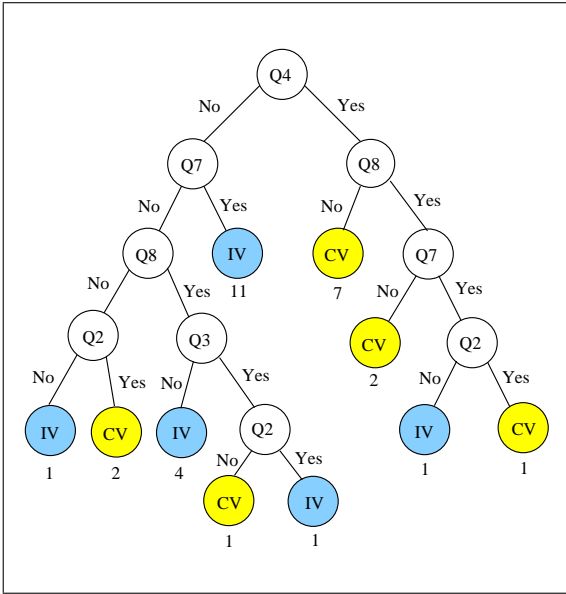 Q4
No Yes
Q7 Q8
No Yes No Yes
Q8 IV CV Q7
11 7
No Yes No Yes
Q2 Q3 CV Q2
2
No Yes No Yes No Yes
IV CV IV Q2 IV CV
1 2 4 1 1
No Yes
CV IV
1 1